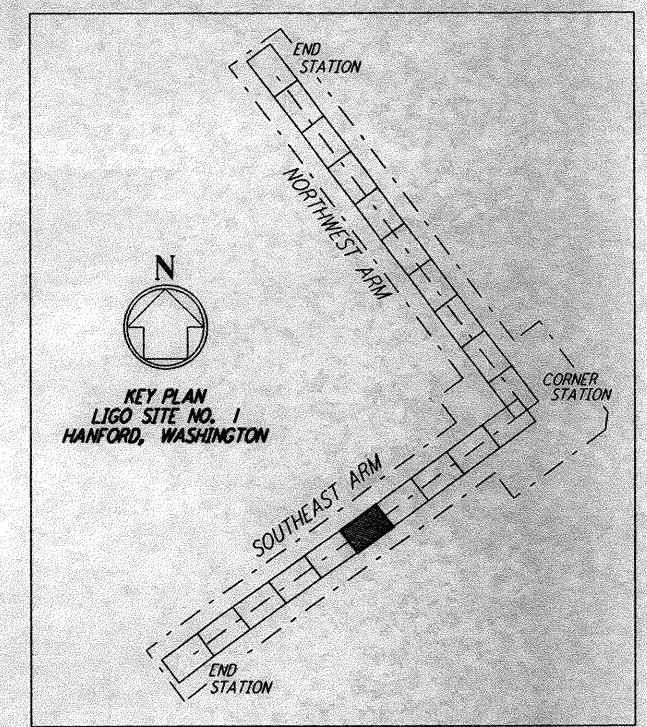 END
STATION
NORTHWEST ARM
N
KEY PLAN
LIGO SITE NO. 1
HANFORD, WASHINGTON
CORNER
STATION
SOUTHEAST ARM
END
STATION